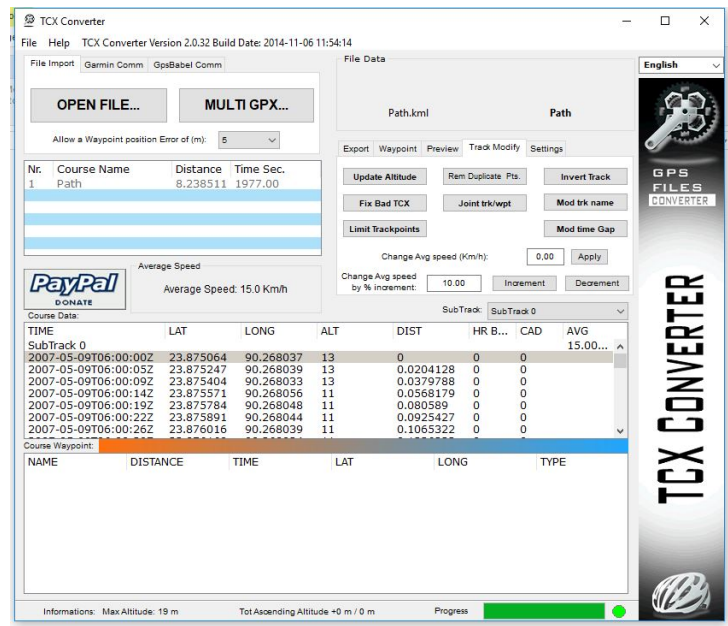 TCX Converter
File Help TCX Converter Version 2.0.32 Build Date: 2014-11-06 11:54:14
File Import Garmin Comm GpsBabel Comm
OPEN FILE... MULTI GPX...
Allow a Waypoint position Error of (m): 5
File Data
Path.kml Path
English
Nr. Course Name Distance Time Sec.
1 Path 8.238511 1977.00
Export Waypoint Preview Track Modify Settings
Update Altitude Rem Duplicate Pts. Invert Track
Fix Bad TCX Joint trk/wpt Mod trk name
Limit Trackpoints Mod time Gap
Change Avg speed (Km/h): 0,00 Apply
Change Avg speed
by % increment: 10.00 Increment Decrement
PayPal
DONATE
Average Speed
Average Speed: 15.0 Km/h
SubTrack: SubTrack 0
Course Data:
TIME LAT LONG ALT DIST HR B... CAD AVG
SubTrack 0 15.00...
2007-05-09T06:00:00Z 23.875064 90.268037 13 0 0 0
2007-05-09T06:00:05Z 23.875247 90.268039 13 0.0204128 0 0
2007-05-09T06:00:09Z 23.875404 90.268033 13 0.0379788 0 0
2007-05-09T06:00:14Z 23.875571 90.268056 11 0.0568179 0 0
2007-05-09T06:00:19Z 23.875784 90.268048 11 0.080589 0 0
2007-05-09T06:00:22Z 23.875891 90.268044 11 0.0925427 0 0
2007-05-09T06:00:26Z 23.876016 90.268039 11 0.1065322 0 0
Course Waypoint:
NAME DISTANCE TIME LAT LONG TYPE
Informations: Max Altitude: 19 m Tot Ascending Altitude +0 m / 0 m Progress
GPS
FILES
CONVERTER
TCX CONVERTER